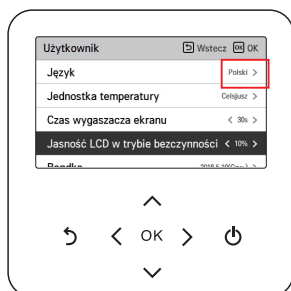 Użytkownik Wstecz OK OK
Język Polski >
Jednostka temperatury Celsjusz >
Czas wygaszacza ekranu < 30s >
Jasność LCD w trybie bezczynności < 10% >
OK